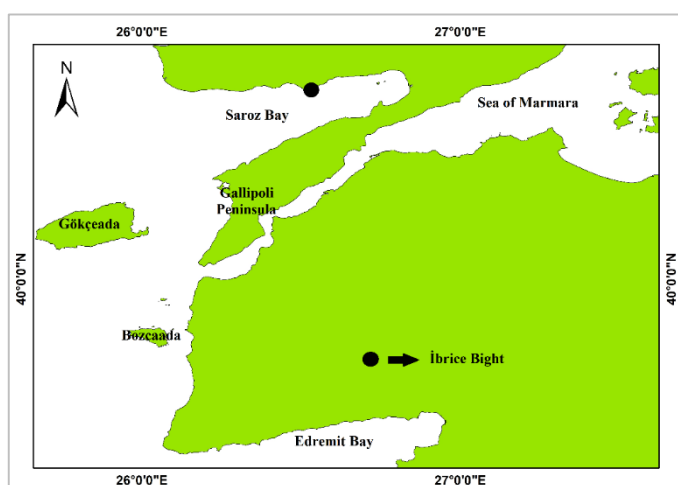 26°0'0"E
27°0'0"E
N
Saroz Bay
Sea of Marmara
Gallipoli
Peninsula
Gökçeada
40°0'0"N
40°0'0"N
Bozcaada
İbrice Bight
Edremit Bay
26°0'0"E
27°0'0"E